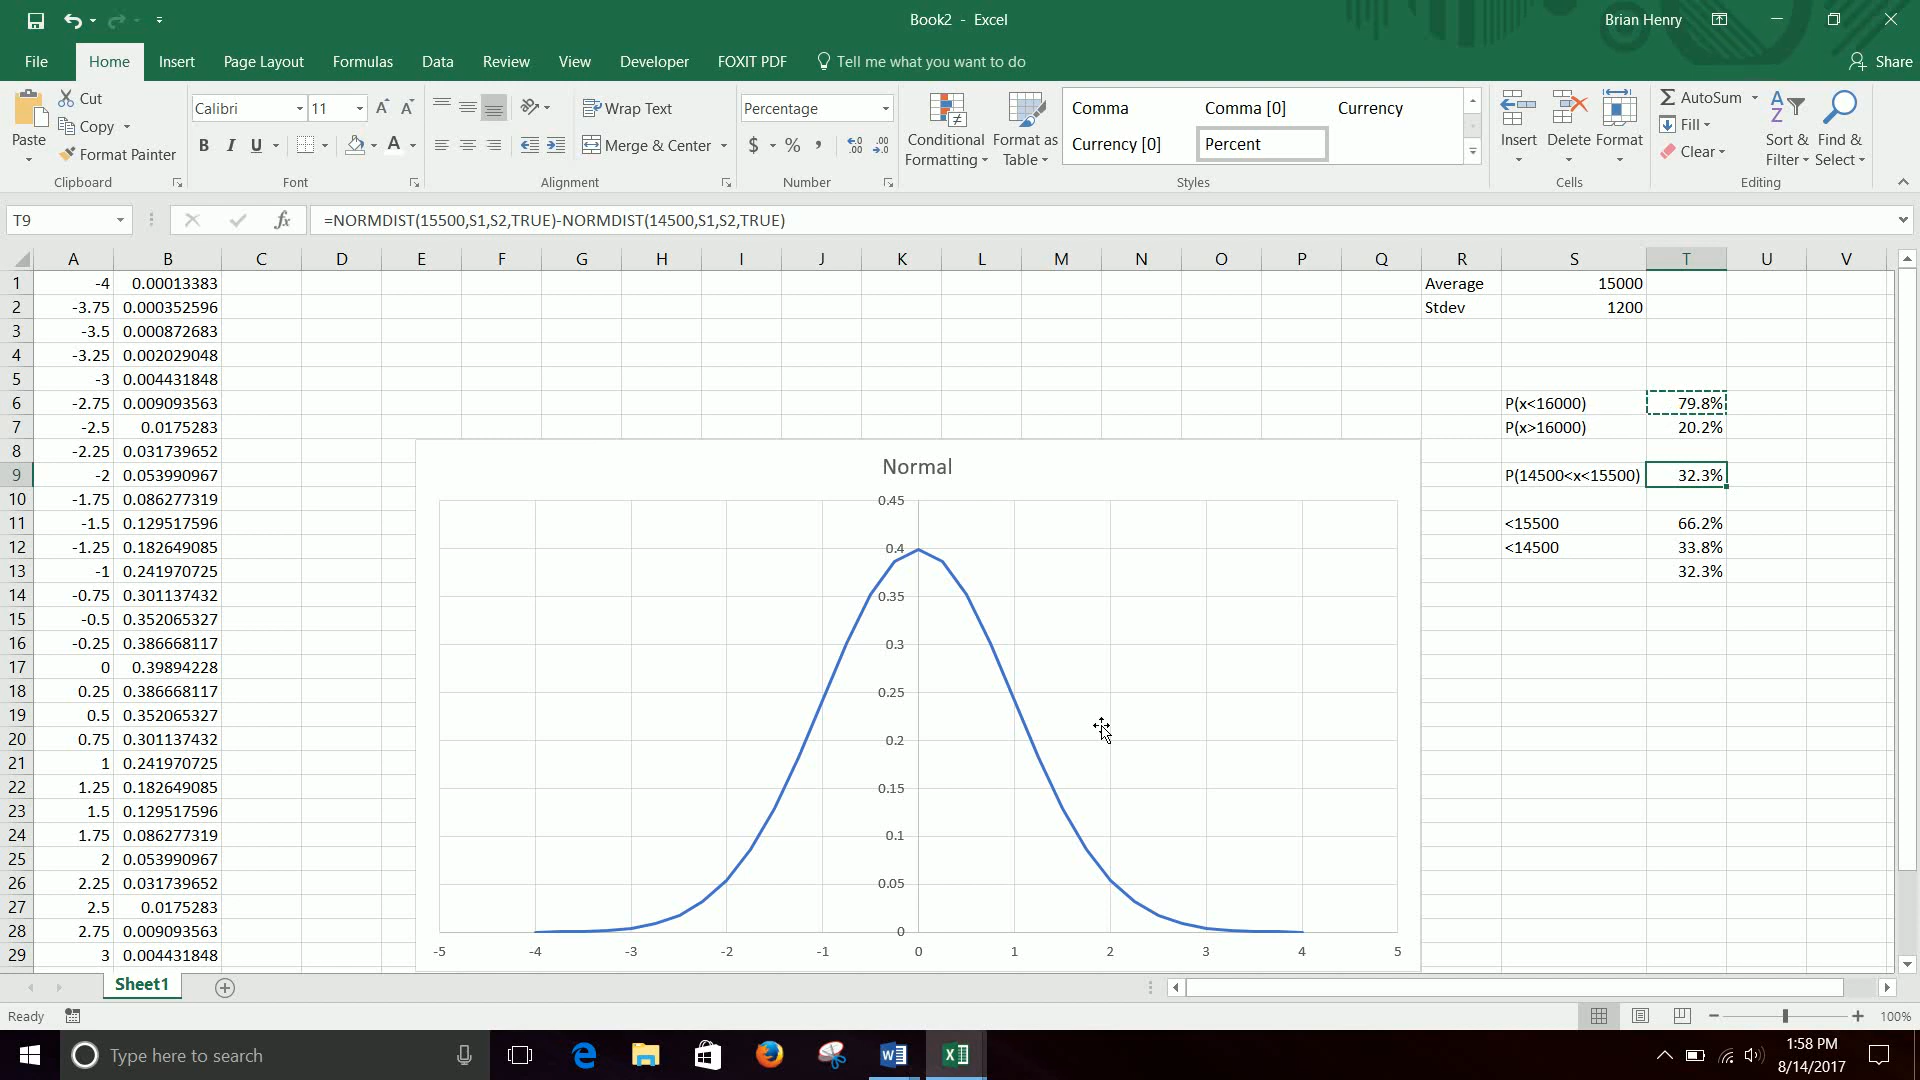 Book2 - Excel
Brian Henry
File Home Insert Page Layout Formulas Data Review View Developer FOXIT PDF Tell me what you want to do Share
Paste Cut Copy Format Painter Clipboard
Calibri 11 B I U A Font
Wrap Text Merge & Center Alignment
Percentage $ % , Number
Conditional Formatting Format as Table
Comma Comma [0] Currency
Currency [0] Percent
Styles
Insert Delete Format Cells
AutoSum Fill Clear Sort & Filter Find & Select Editing
T9 fx =NORMDIST(15500,S1,S2,TRUE)-NORMDIST(14500,S1,S2,TRUE)
A B C D E F G H I J K L M N O P Q R S T U V
1 -4 0.00013383 Average 15000
2 -3.75 0.000352596 Stdev 1200
3 -3.5 0.000872683
4 -3.25 0.002029048
5 -3 0.004431848
6 -2.75 0.009093563 P(x<16000) 79.8%
7 -2.5 0.0175283 P(x>16000) 20.2%
8 -2.25 0.031739652
9 -2 0.053990967 P(14500<x<15500) 32.3%
10 -1.75 0.086277319
11 -1.5 0.129517596 <15500 66.2%
12 -1.25 0.182649085 <14500 33.8%
13 -1 0.241970725 32.3%
14 -0.75 0.301137432
15 -0.5 0.352065327
16 -0.25 0.386668117
17 0 0.39894228
18 0.25 0.386668117
19 0.5 0.352065327
20 0.75 0.301137432
21 1 0.241970725
22 1.25 0.182649085
23 1.5 0.129517596
24 1.75 0.086277319
25 2 0.053990967
26 2.25 0.031739652
27 2.5 0.0175283
28 2.75 0.009093563
29 3 0.004431848
Normal
0.45
0.4
0.35
0.3
0.25
0.2
0.15
0.1
0.05
0
-5 -4 -3 -2 -1 0 1 2 3 4 5
Sheet1
Ready 100%
Type here to search
1:58 PM
8/14/2017